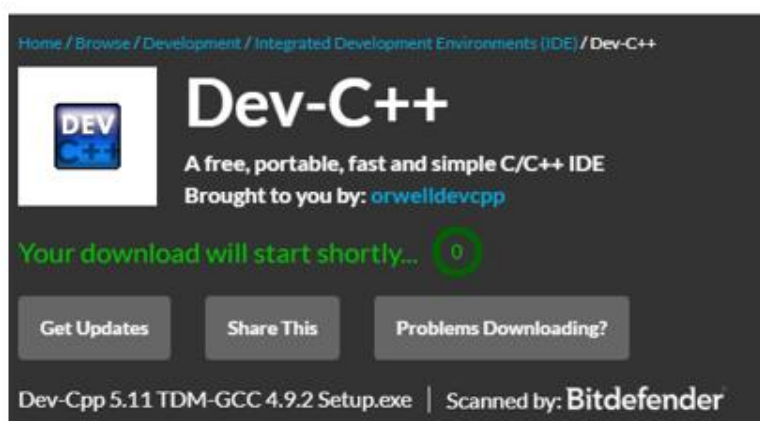 Home / Browse / Development / Integrated Development Environments (IDE) / Dev-C++
DEV
C++
Dev-C++
A free, portable, fast and simple C/C++ IDE
Brought to you by: orwelldevcpp
Your download will start shortly... 0
Get Updates Share This Problems Downloading?
Dev-Cpp 5.11 TDM-GCC 4.9.2 Setup.exe | Scanned by: Bitdefender